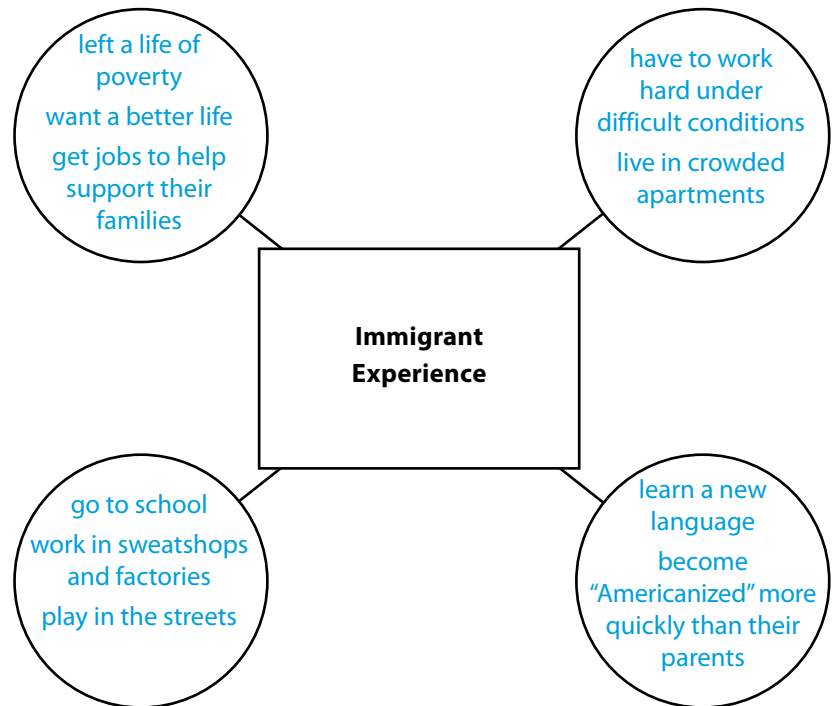 left a life of
poverty
want a better life
get jobs to help
support their
families
have to work
hard under
difficult conditions
live in crowded
apartments
Immigrant
Experience
go to school
work in sweatshops
and factories
play in the streets
learn a new
language
become
“Americanized” more
quickly than their
parents